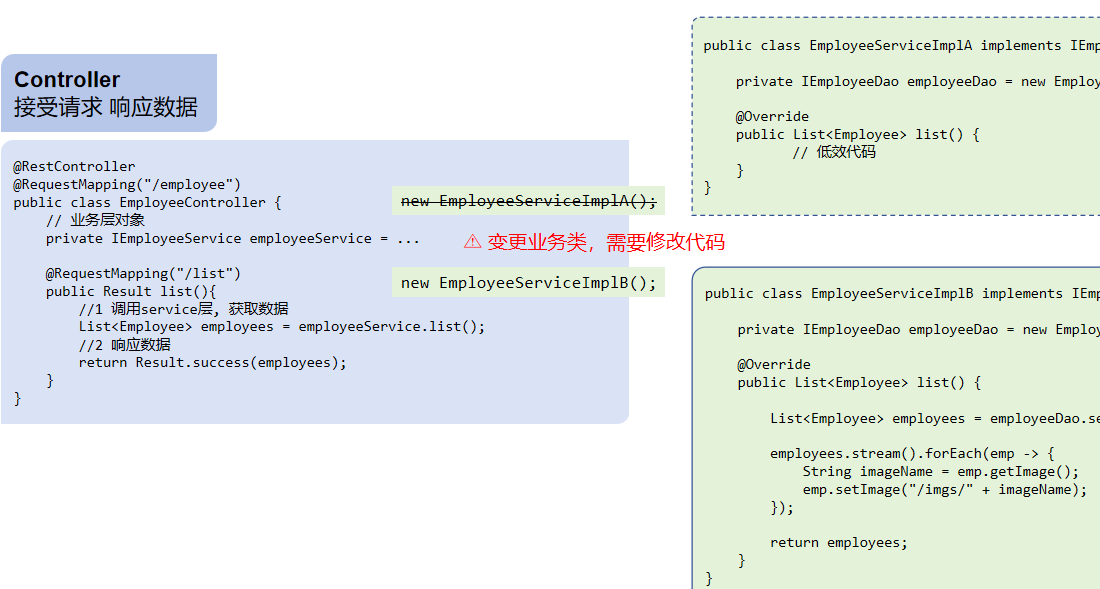 Controller
接受请求 响应数据
@RestController
@RequestMapping("/employee")
public class EmployeeController {
// 业务层对象
private IEmployeeService employeeService = ...
@RequestMapping("/list")
public Result list(){
//1 调用service层, 获取数据
List<Employee> employees = employeeService.list();
//2 响应数据
return Result.success(employees);
}
}
new EmployeeServiceImplA();
⚠ 变更业务类，需要修改代码
new EmployeeServiceImplB();
public class EmployeeServiceImplA implements IEmp
private IEmployeeDao employeeDao = new Employ
@Override
public List<Employee> list() {
// 低效代码
}
}
public class EmployeeServiceImplB implements IEmp
private IEmployeeDao employeeDao = new Employ
@Override
public List<Employee> list() {
List<Employee> employees = employeeDao.se
employees.stream().forEach(emp -> {
String imageName = emp.getImage();
emp.setImage("/imgs/" + imageName);
});
return employees;
}
}